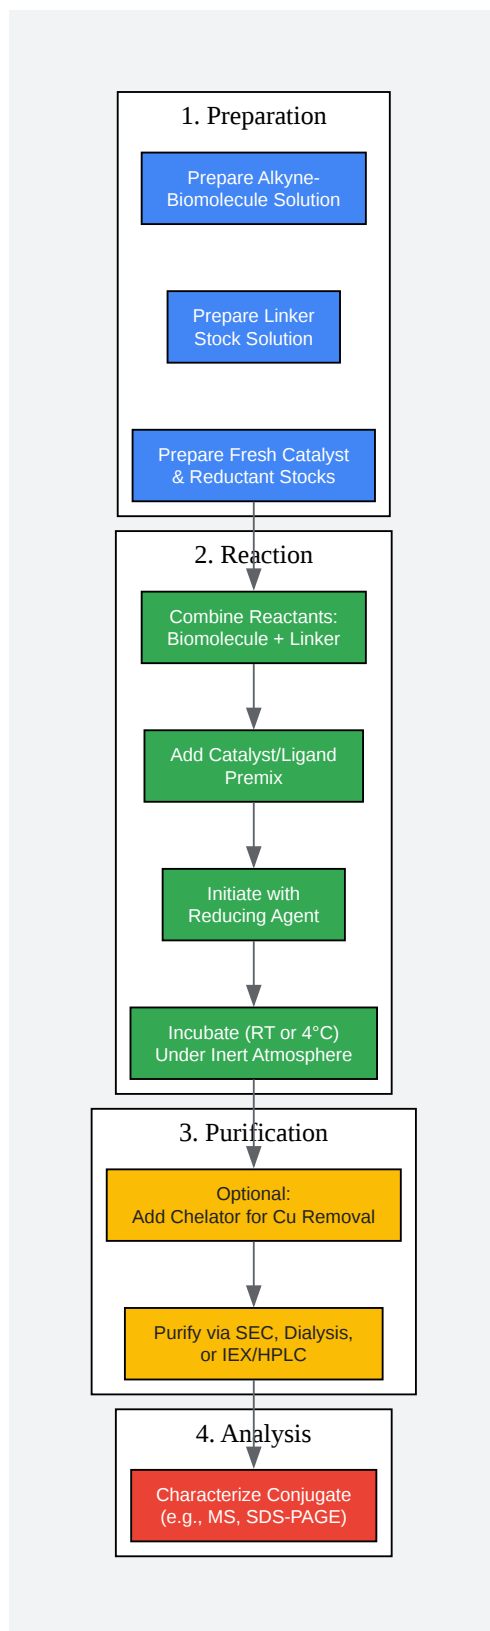 1. Preparation
Prepare Alkyne-
Biomolecule Solution
Prepare Linker
Stock Solution
Prepare Fresh Catalyst
& Reductant Stocks
2. Reaction
Combine Reactants:
Biomolecule + Linker
Add Catalyst/Ligand
Premix
Initiate with
Reducing Agent
Incubate (RT or 4°C)
Under Inert Atmosphere
3. Purification
Optional:
Add Chelator for Cu Removal
Purify via SEC, Dialysis,
or IEX/HPLC
4. Analysis
Characterize Conjugate
(e.g., MS, SDS-PAGE)